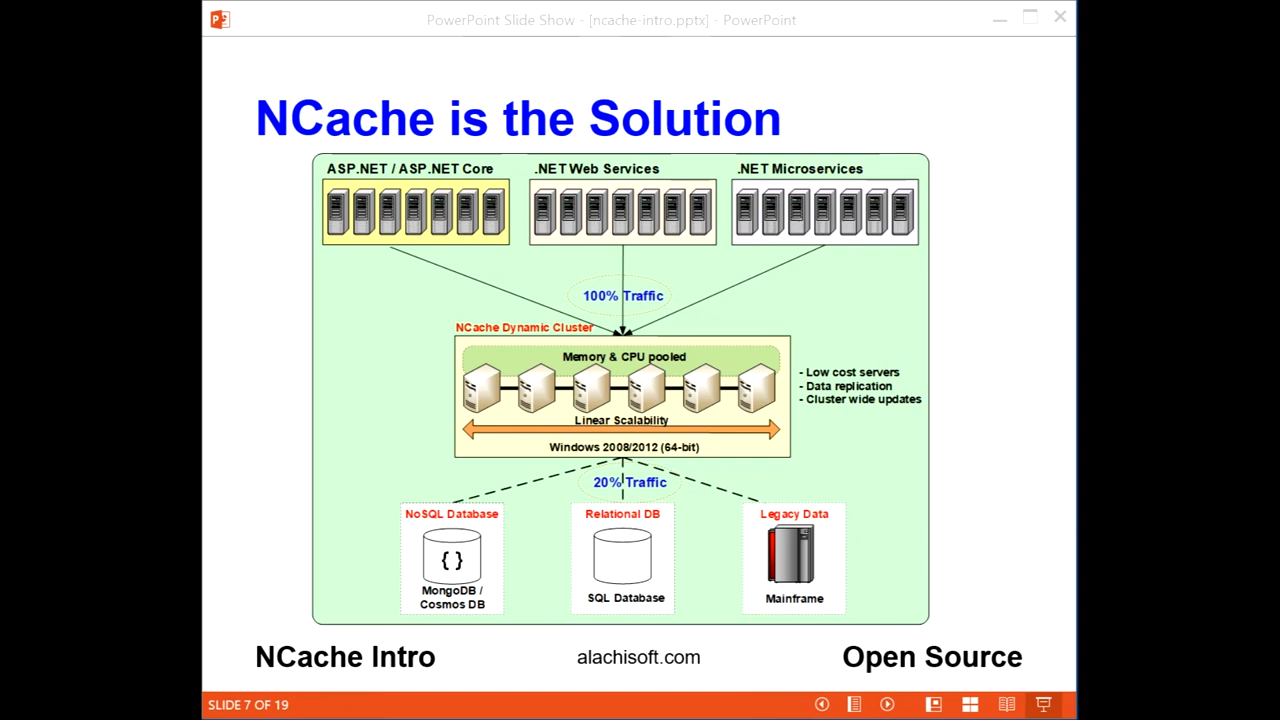 PowerPoint Slide Show - [ncache-intro.pptx] - PowerPoint
NCache is the Solution
ASP.NET / ASP.NET Core
.NET Web Services
.NET Microservices
100% Traffic
NCache Dynamic Cluster
Memory & CPU pooled
- Low cost servers
- Data replication
- Cluster wide updates
Linear Scalability
Windows 2008/2012 (64-bit)
20% Traffic
NoSQL Database
Relational DB
Legacy Data
{ }
MongoDB /
Cosmos DB
SQL Database
Mainframe
NCache Intro
alachisoft.com
Open Source
SLIDE 7 OF 19